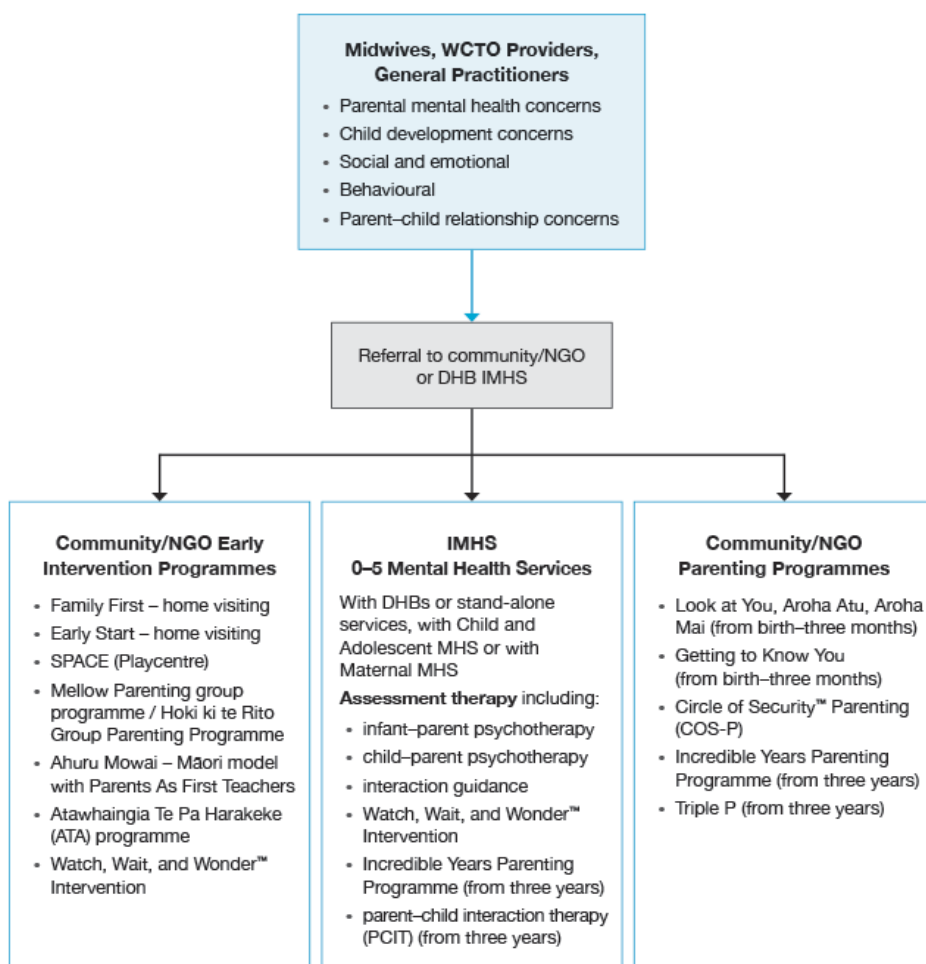 Midwives, WCTO Providers,
General Practitioners
• Parental mental health concerns
• Child development concerns
• Social and emotional
• Behavioural
• Parent–child relationship concerns
Referral to community/NGO
or DHB IMHS
Community/NGO Early
Intervention Programmes
• Family First – home visiting
• Early Start – home visiting
• SPACE (Playcentre)
• Mellow Parenting group
programme / Hoki ki te Rito
Group Parenting Programme
• Ahuru Mowai – Māori model
with Parents As First Teachers
• Atawhaingia Te Pa Harakeke
(ATA) programme
• Watch, Wait, and Wonder™
Intervention
IMHS
0–5 Mental Health Services
With DHBs or stand-alone
services, with Child and
Adolescent MHS or with
Maternal MHS
Assessment therapy including:
• infant–parent psychotherapy
• child–parent psychotherapy
• interaction guidance
• Watch, Wait, and Wonder™
Intervention
• Incredible Years Parenting
Programme (from three years)
• parent–child interaction therapy
(PCIT) (from three years)
Community/NGO
Parenting Programmes
• Look at You, Aroha Atu, Aroha
Mai (from birth–three months)
• Getting to Know You
(from birth–three months)
• Circle of Security™ Parenting
(COS-P)
• Incredible Years Parenting
Programme (from three years)
• Triple P (from three years)